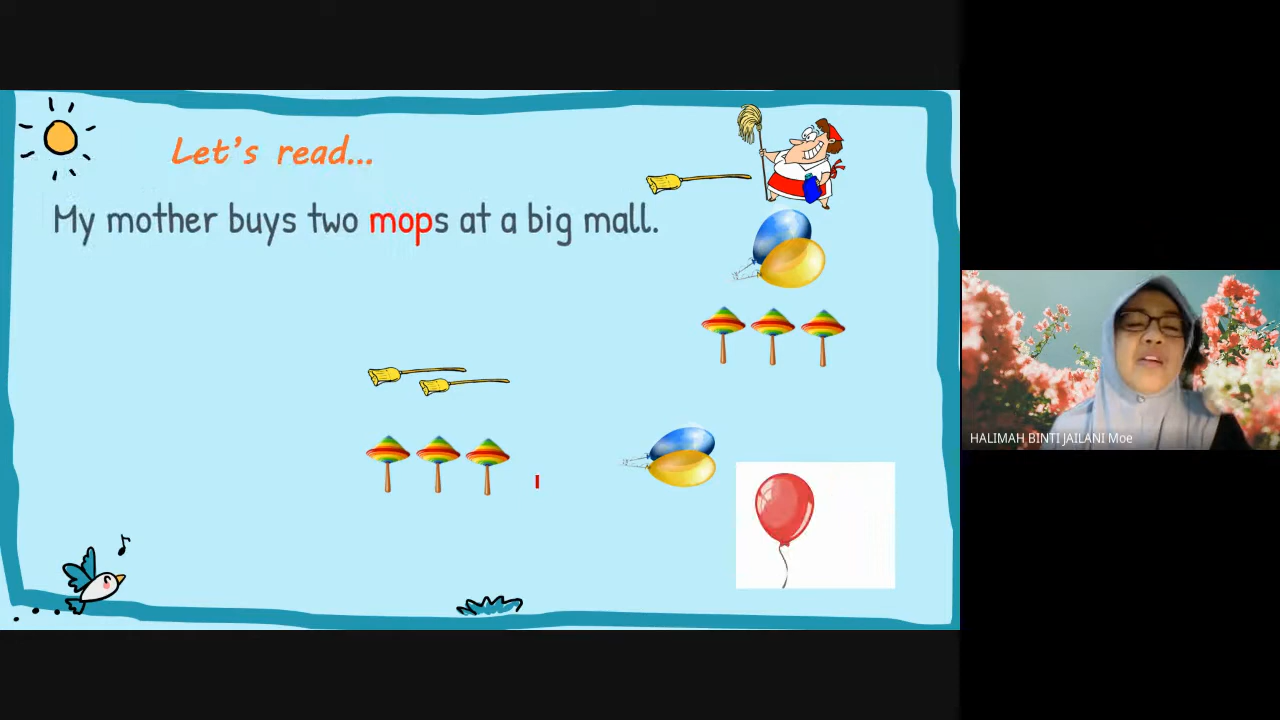 Let's read...
My mother buys two mops at a big mall.
HALIMAH BINTI JAILANI Moe